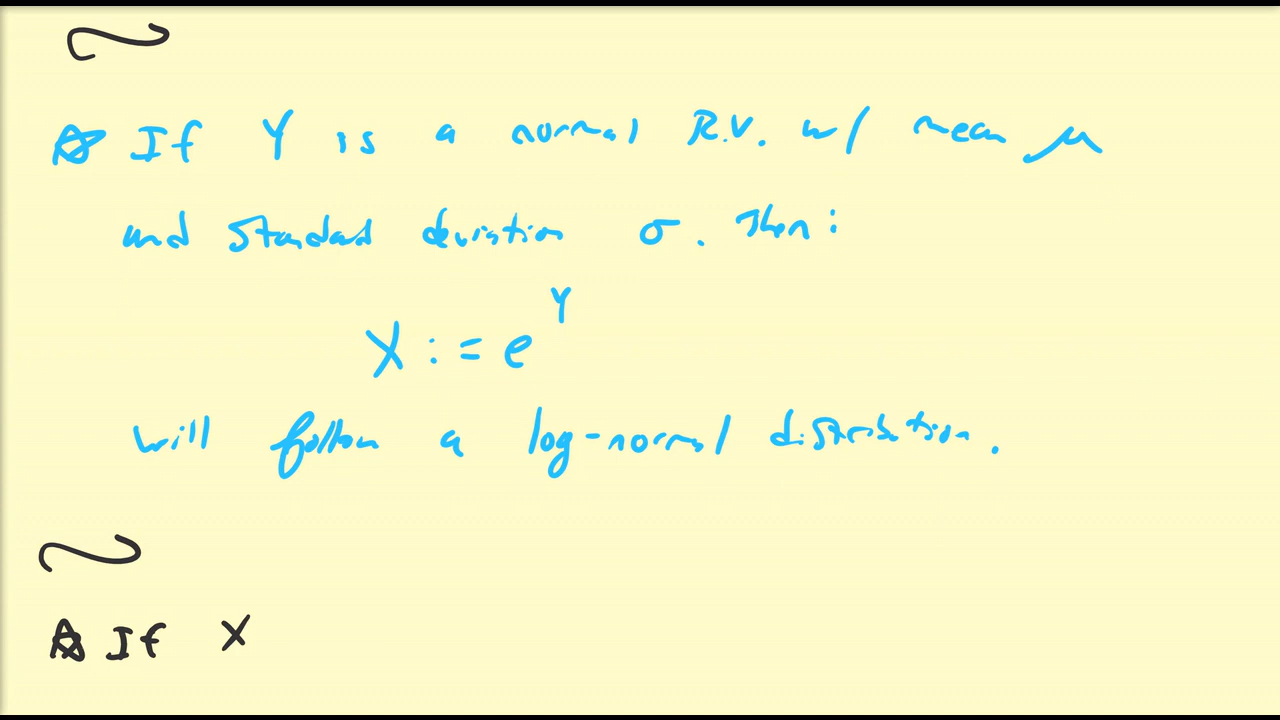 ☆ If Y is a normal R.V. w/ mean μ
and standard deviation σ. Then:
X := e^Y
will follow a log-normal distribution.
☆ If X